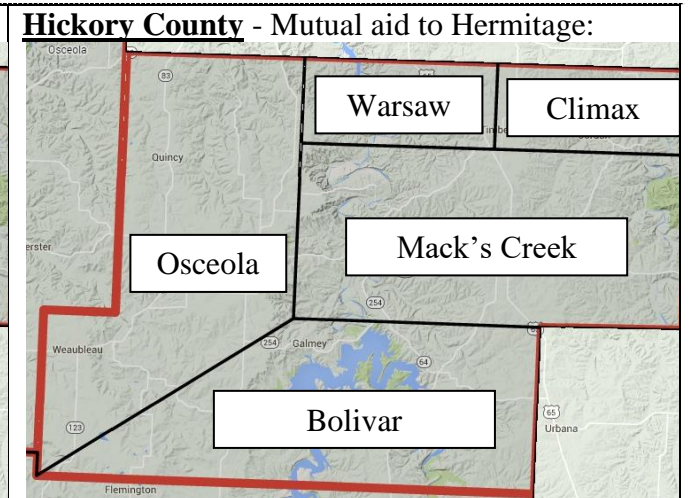 Hickory County - Mutual aid to Hermitage:
Osceola
83
Warsaw
Climax
Quincy
Mack's Creek
Osceola
254
Weaubleau
254
Galmey
64
65
Bolivar
Urbana
123
Flemington